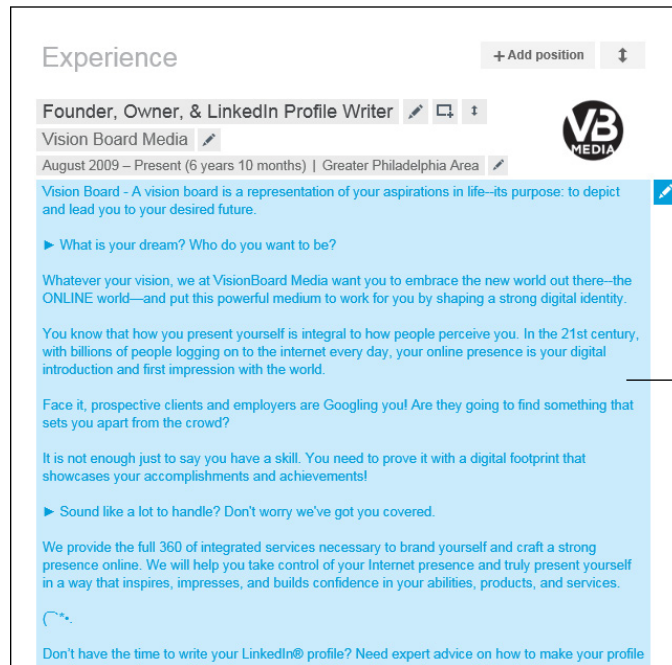 Experience
+ Add position
Founder, Owner, & LinkedIn Profile Writer
Vision Board Media
VB
MEDIA
August 2009 – Present (6 years 10 months) | Greater Philadelphia Area
Vision Board - A vision board is a representation of your aspirations in life--its purpose: to depict
and lead you to your desired future.
► What is your dream? Who do you want to be?
Whatever your vision, we at VisionBoard Media want you to embrace the new world out there--the
ONLINE world—and put this powerful medium to work for you by shaping a strong digital identity.
You know that how you present yourself is integral to how people perceive you. In the 21st century,
with billions of people logging on to the internet every day, your online presence is your digital
introduction and first impression with the world.
Face it, prospective clients and employers are Googling you! Are they going to find something that
sets you apart from the crowd?
It is not enough just to say you have a skill. You need to prove it with a digital footprint that
showcases your accomplishments and achievements!
► Sound like a lot to handle? Don't worry we've got you covered.
We provide the full 360 of integrated services necessary to brand yourself and craft a strong
presence online. We will help you take control of your Internet presence and truly present yourself
in a way that inspires, impresses, and builds confidence in your abilities, products, and services.
(¯`*•.
Don’t have the time to write your LinkedIn® profile? Need expert advice on how to make your profile